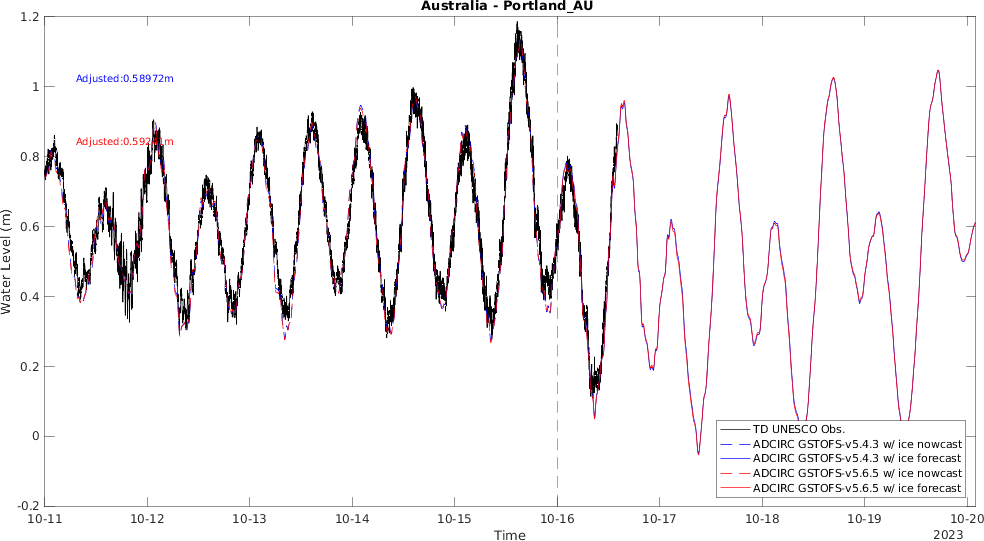 Australia - Portland_AU
1.2
1
0.8
0.6
0.4
0.2
0
-0.2
Water Level (m)
Adjusted:0.58972m
TD UNESCO Obs.
ADCIRC GSTOFS-v5.4.3 w/ ice nowcast
ADCIRC GSTOFS-v5.4.3 w/ ice forecast
ADCIRC GSTOFS-v5.6.5 w/ ice nowcast
ADCIRC GSTOFS-v5.6.5 w/ ice forecast
10-11 10-12 10-13 10-14 10-15 10-16 10-17 10-18 10-19 10-20
Time
2023